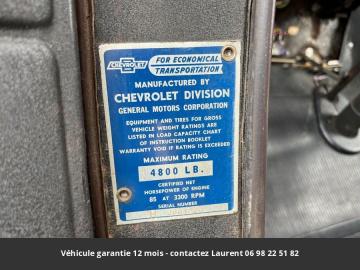 CHEVROLET
FOR ECONOMICAL
TRANSPORTATION
MANUFACTURED BY
CHEVROLET DIVISION
GENERAL MOTORS CORPORATION
EQUIPMENT AND TIRES FOR GROSS
VEHICLE WEIGHT RATINGS ARE
LISTED IN LOAD CAPACITY CHART
OF INSTRUCTION BOOKLET
WARRANTY VOID IF RATING IS EXCEEDED
MAXIMUM RATING
4800 LB.
CERTIFIED NET
HORSEPOWER OF ENGINE
85 AT 3300 RPM
SERIAL NUMBER
Véhicule garantie 12 mois - contactez Laurent 06 98 22 51 82